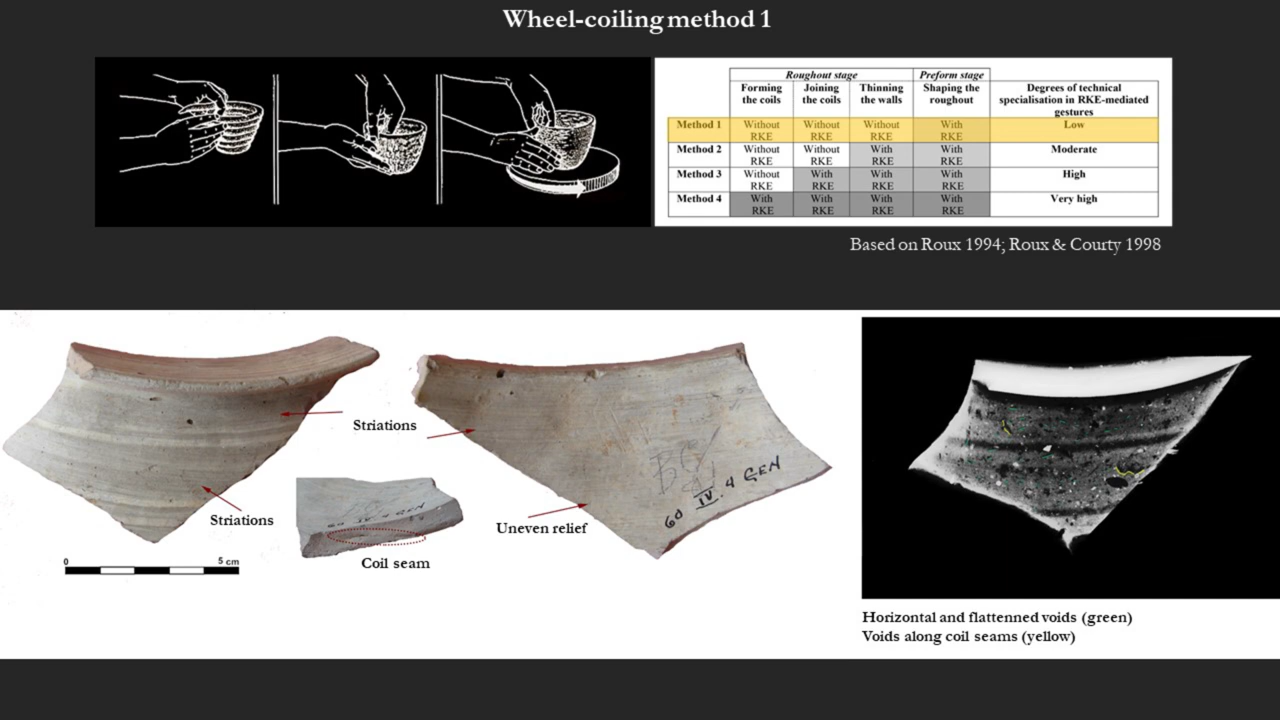 Wheel-coiling method 1
Roughout stage Preform stage
Forming the coils Joining the coils Thinning the walls Shaping the roughout Degrees of technical specialisation in RKE-mediated gestures
Method 1 Without RKE Without RKE Without RKE With RKE Low
Method 2 Without RKE Without RKE With RKE With RKE Moderate
Method 3 Without RKE With RKE With RKE With RKE High
Method 4 With RKE With RKE With RKE With RKE Very high
Based on Roux 1994; Roux & Courty 1998
Striations
Striations
Coil seam
Uneven relief
60 IV. 4 GEN
0 5 cm
Horizontal and flattenned voids (green)
Voids along coil seams (yellow)